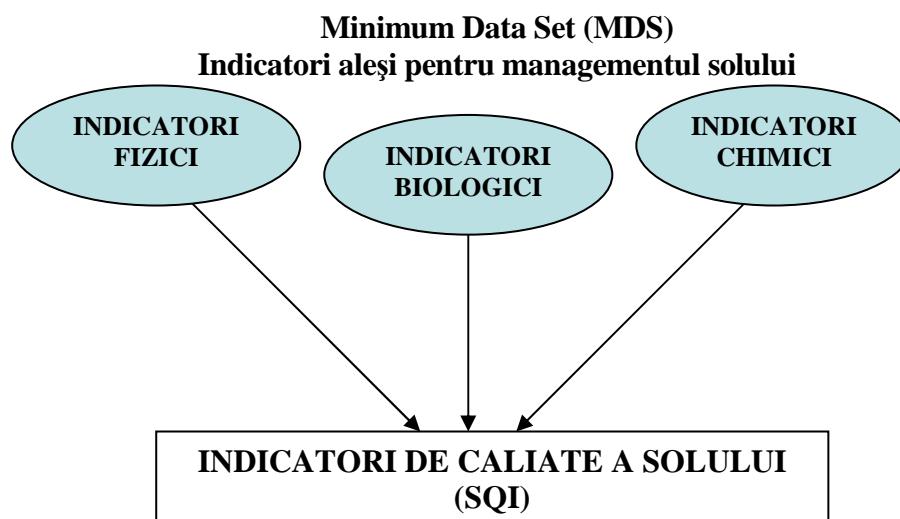 Minimum Data Set (MDS)
Indicatori aleşi pentru managementul solului
INDICATORI
FIZICI
INDICATORI
BIOLOGICI
INDICATORI
CHIMICI
INDICATORI DE CALIATE A SOLULUI
(SQI)